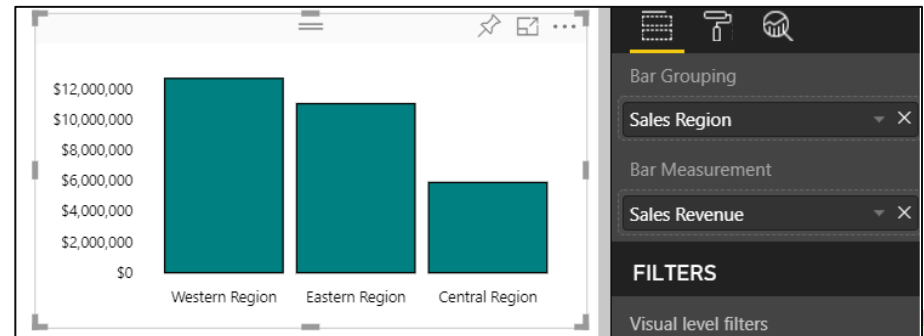 $12,000,000
$10,000,000
$8,000,000
$6,000,000
$4,000,000
$2,000,000
$0
Western Region Eastern Region Central Region
Bar Grouping
Sales Region
Bar Measurement
Sales Revenue
FILTERS
Visual level filters